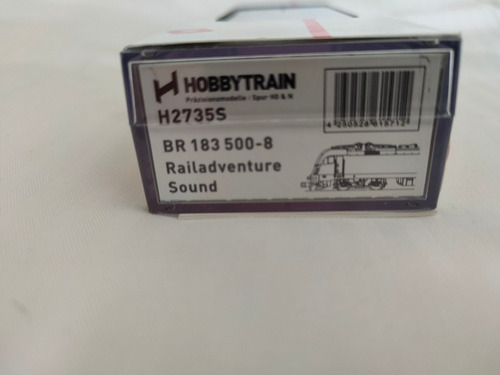 HOBBYTRAIN
Präzisionsmodelle · Spur H0 & N
H2735S
BR 183 500-8
Railadventure
Sound